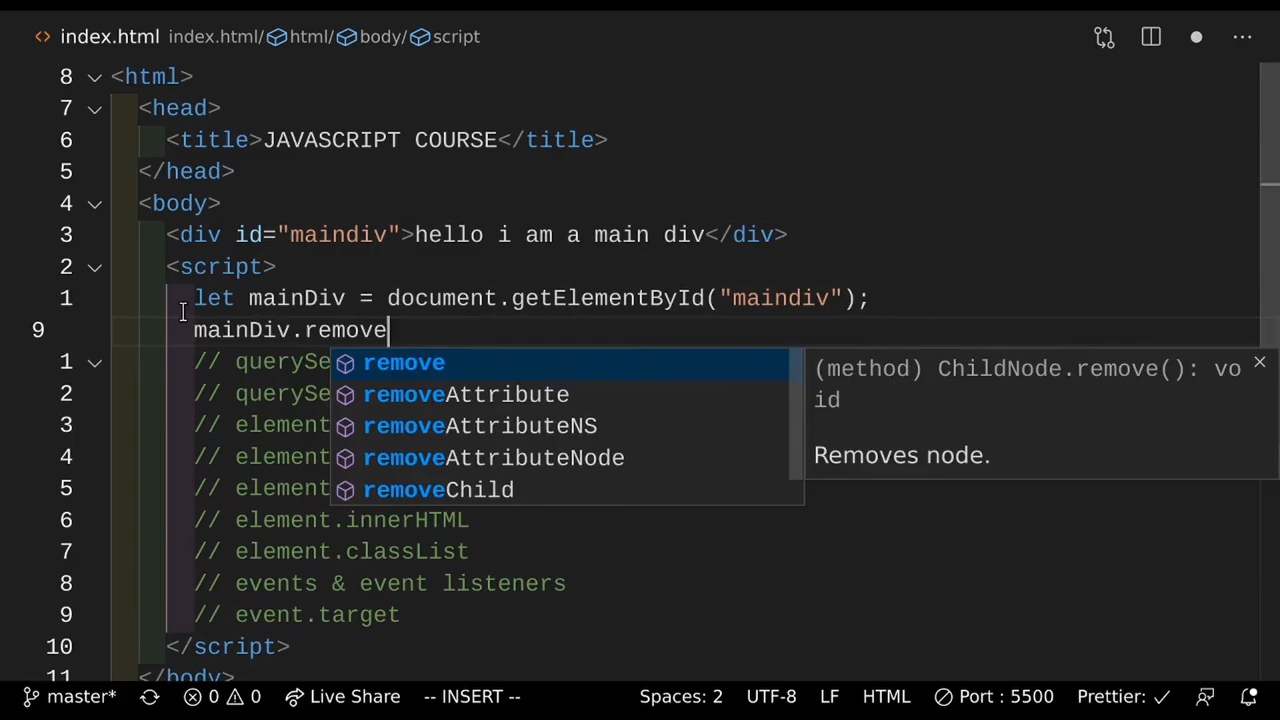 index.html index.html/html/body/script
8 <html>
7 <head>
6 <title>JAVASCRIPT COURSE</title>
5 </head>
4 <body>
3 <div id="maindiv">hello i am a main div</div>
2 <script>
1 let mainDiv = document.getElementById("maindiv");
9 mainDiv.remove
1 // querySe
2 // querySe
3 // element
4 // element
5 // element
6 // element.innerHTML
7 // element.classList
8 // events & event listeners
9 // event.target
10 </script>
11 </body>
remove
removeAttribute
removeAttributeNS
removeAttributeNode
removeChild
(method) ChildNode.remove(): vo
id
Removes node.
master* 0 0 Live Share -- INSERT -- Spaces: 2 UTF-8 LF HTML Port : 5500 Prettier: ✓